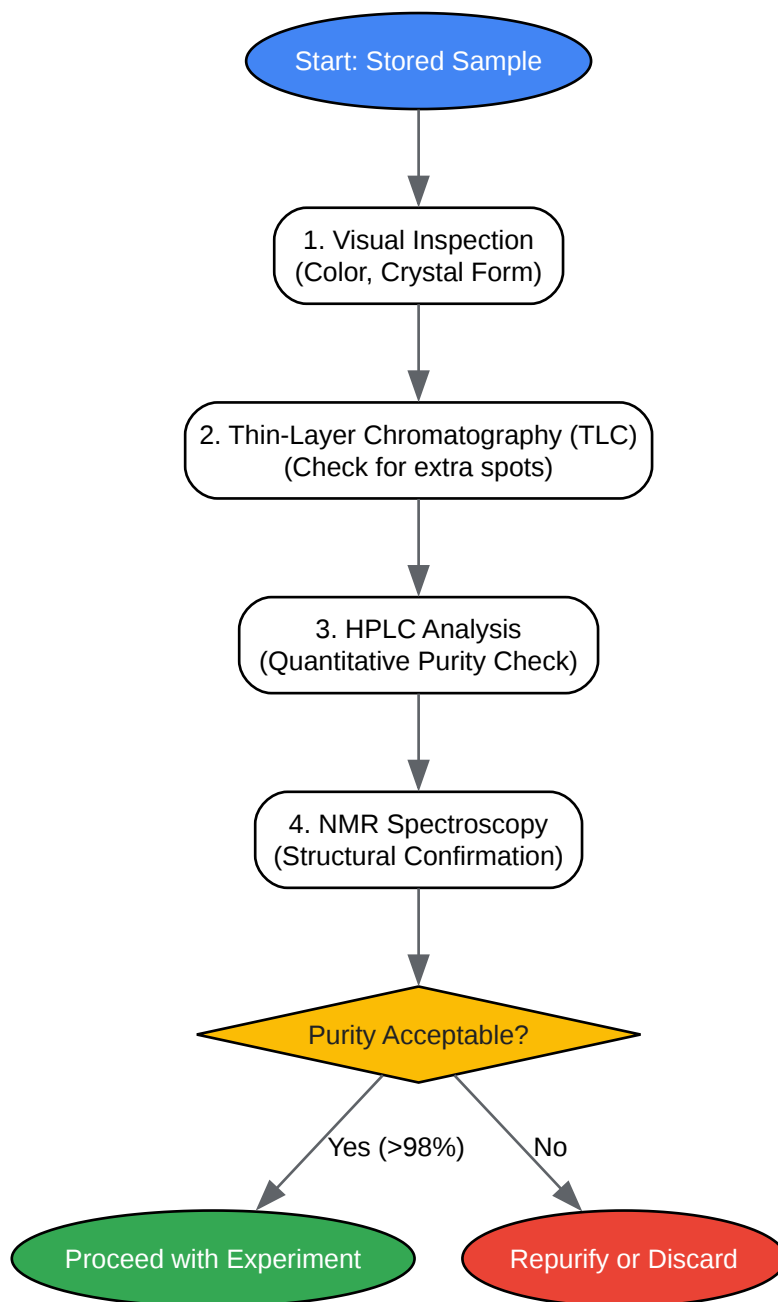 Start: Stored Sample
1. Visual Inspection
(Color, Crystal Form)
2. Thin-Layer Chromatography (TLC)
(Check for extra spots)
3. HPLC Analysis
(Quantitative Purity Check)
4. NMR Spectroscopy
(Structural Confirmation)
Purity Acceptable?
Yes (>98%)
No
Proceed with Experiment
Repurify or Discard